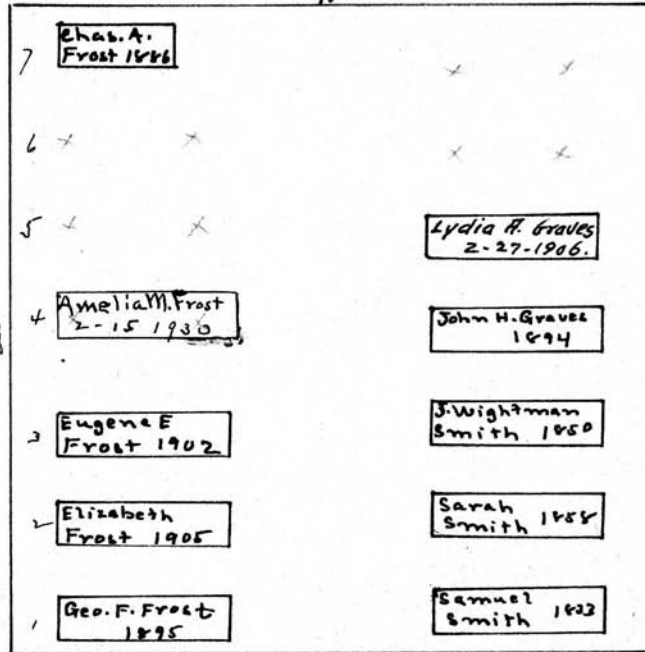 7
Chas. A.
Frost 1886
6
5
Lydia A. Graves
2-27-1906.
4
Amelia M. Frost
2-15 1930
John H. Graves
1894
3
Eugene E
Frost 1902
J. Wightman
Smith 1850
2
Elizabeth
Frost 1905
Sarah
Smith 1858
1
Geo. F. Frost
1895
Samuel
Smith